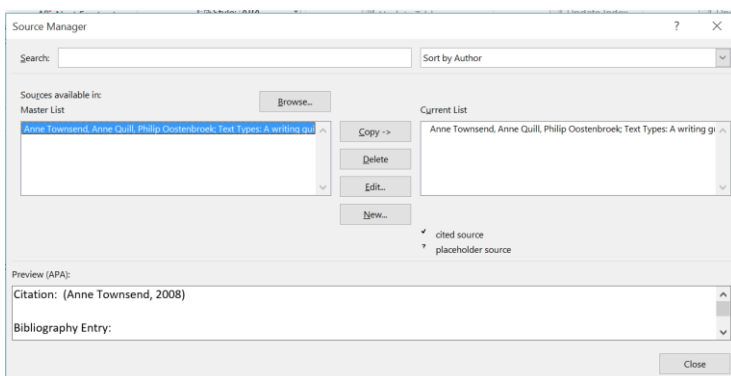 Source Manager ?
Search: Sort by Author
Sources available in:
Browse...
Master List
Current List
Anne Townsend, Anne Quill, Philip Oostenbroek; Text Types: A writing gui
Copy ->
Anne Townsend, Anne Quill, Philip Oostenbroek; Text Types: A writing gu
Delete
Edit...
New...
cited source
? placeholder source
Preview (APA):
Citation: (Anne Townsend, 2008)
Bibliography Entry:
Close